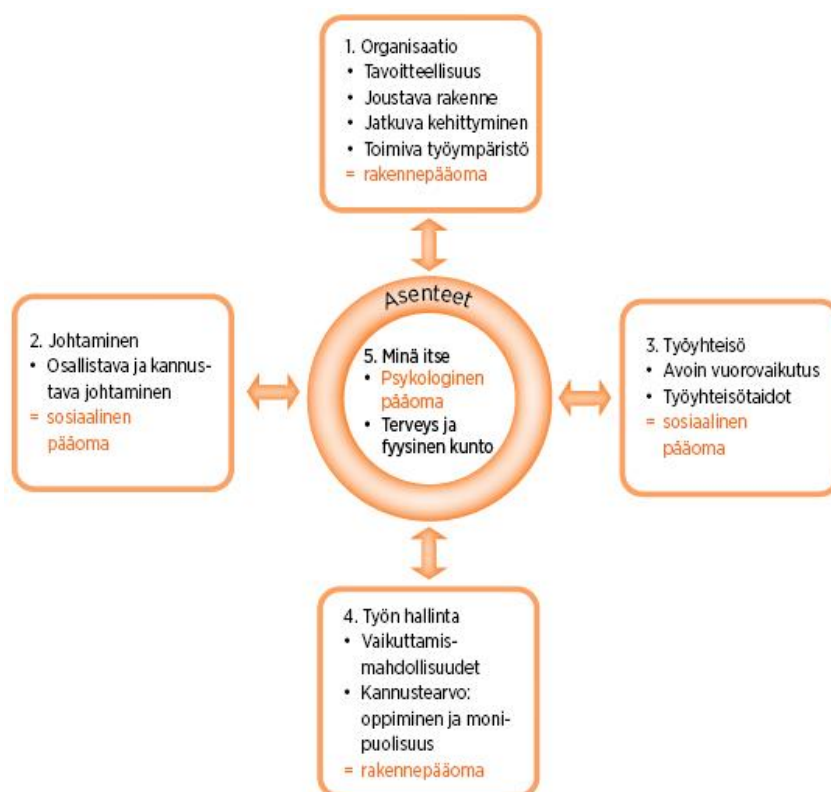 1. Organisaatio
• Tavoitteellisuus
• Joustava rakenne
• Jatkuva kehittyminen
• Toimiva työympäristö
= rakennepääoma
2. Johtaminen
• Osallistava ja kannus-
tava johtaminen
= sosiaalinen
pääoma
Asenteet
5. Minä itse
• Psykologinen
pääoma
• Terveys ja
fyysinen kunto
3. Työyhteisö
• Avoin vuorovaikutus
• Työyhteisötaidot
= sosiaalinen
pääoma
4. Työn hallinta
• Vaikuttamis-
mahdollisuudet
• Kannustearvo:
oppiminen ja moni-
puolisuus
= rakennepääoma